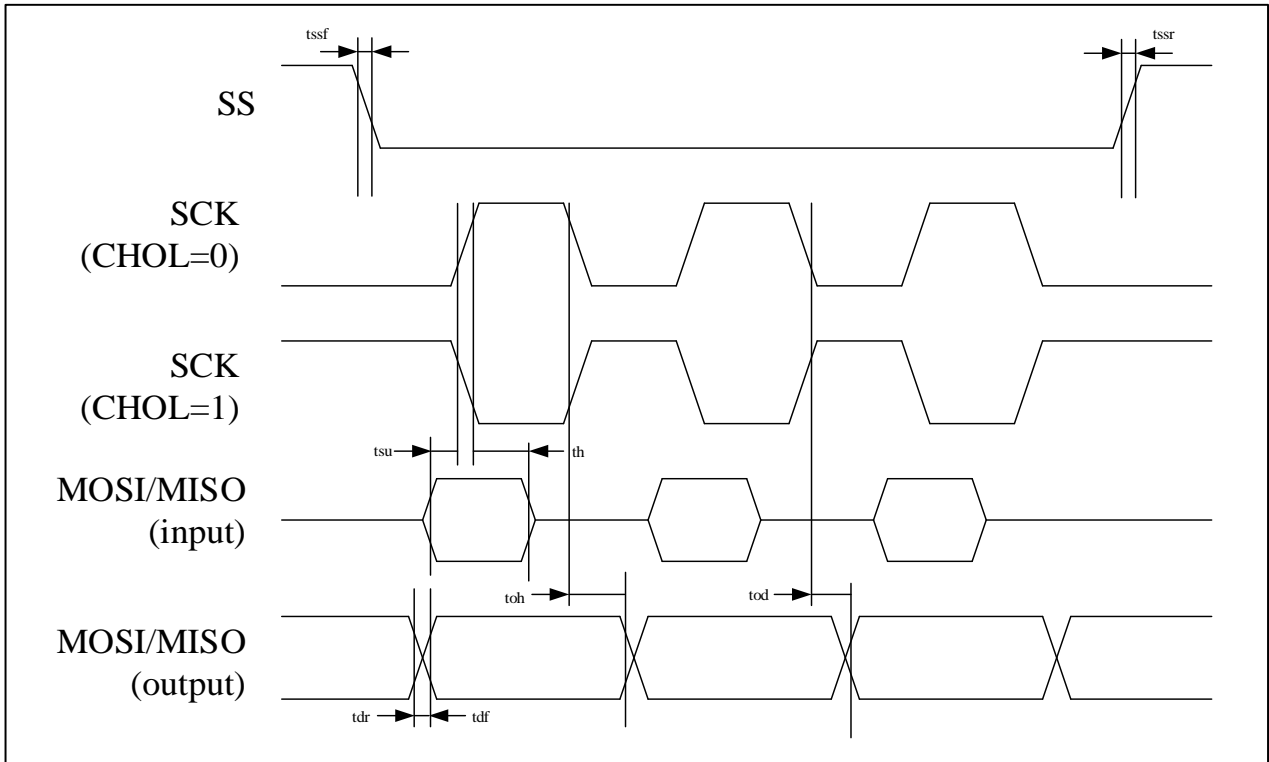 tssf
tssr
SS
SCK
(CHOL=0)
SCK
(CHOL=1)
tsu
th
MOSI/MISO
(input)
toh
tod
MOSI/MISO
(output)
tdr
tdf